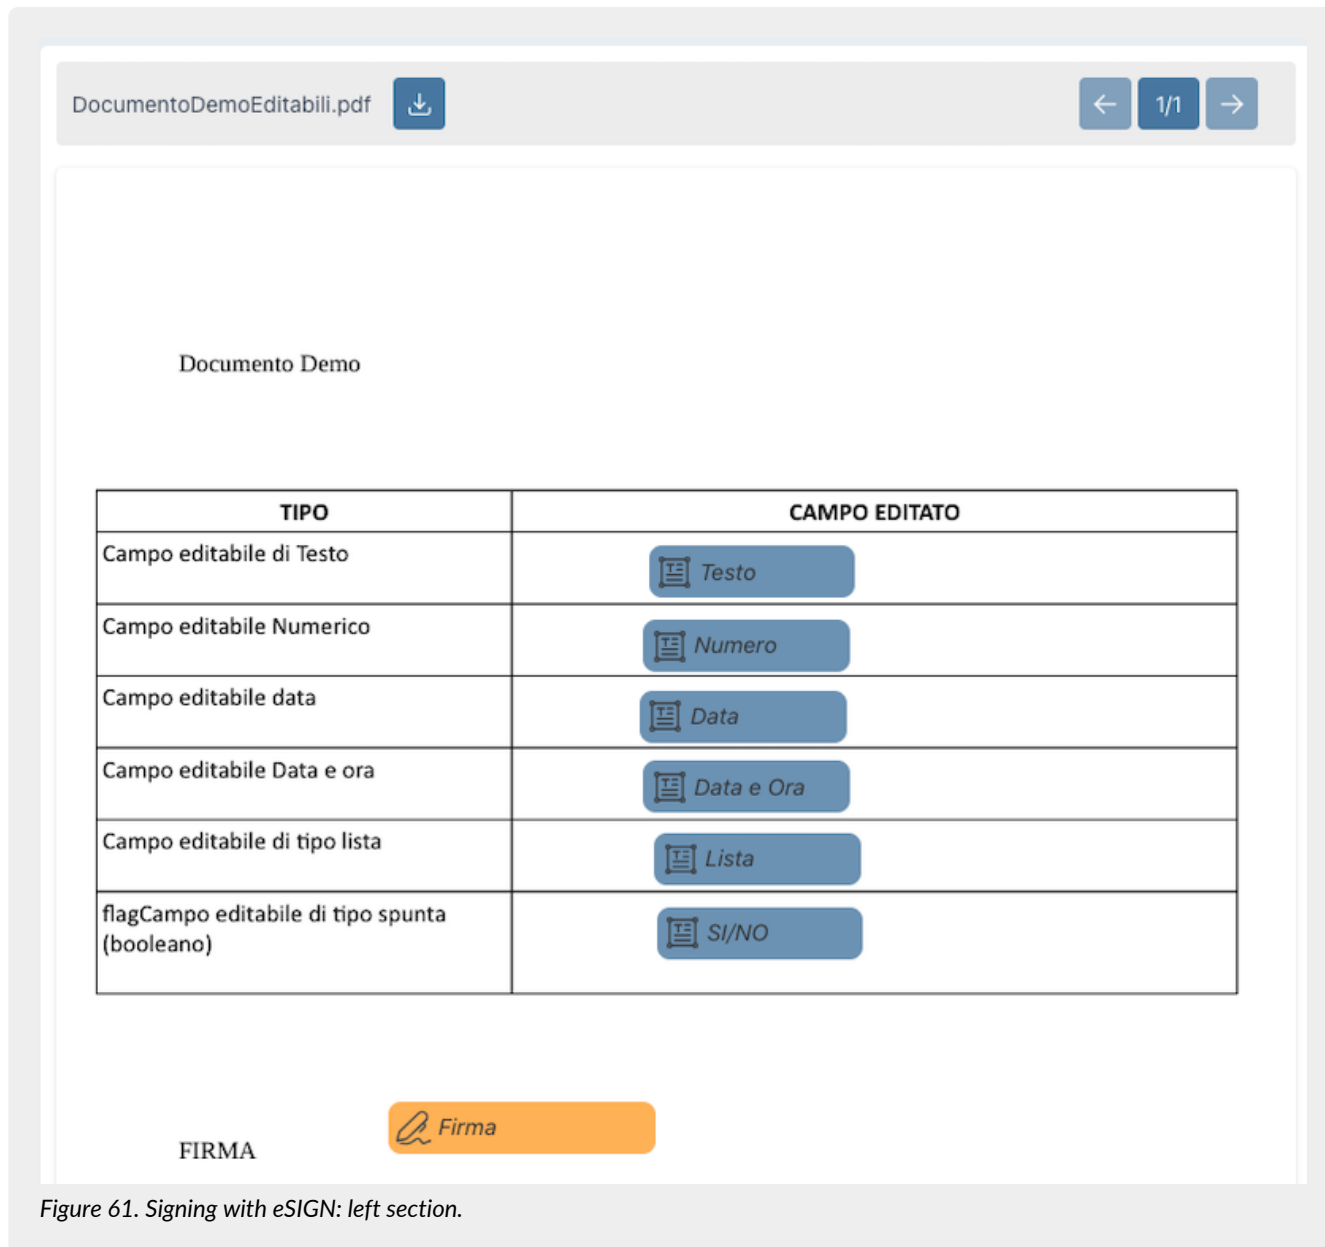 DocumentoDemoEditabili.pdf
1/1
Documento Demo
TIPO CAMPO EDITATO
Campo editabile di Testo Testo
Campo editabile Numerico Numero
Campo editabile data Data
Campo editabile Data e ora Data e Ora
Campo editabile di tipo lista Lista
flagCampo editabile di tipo spunta
(booleano) SI/NO
Firma
FIRMA
Figure 61. Signing with eSIGN: left section.